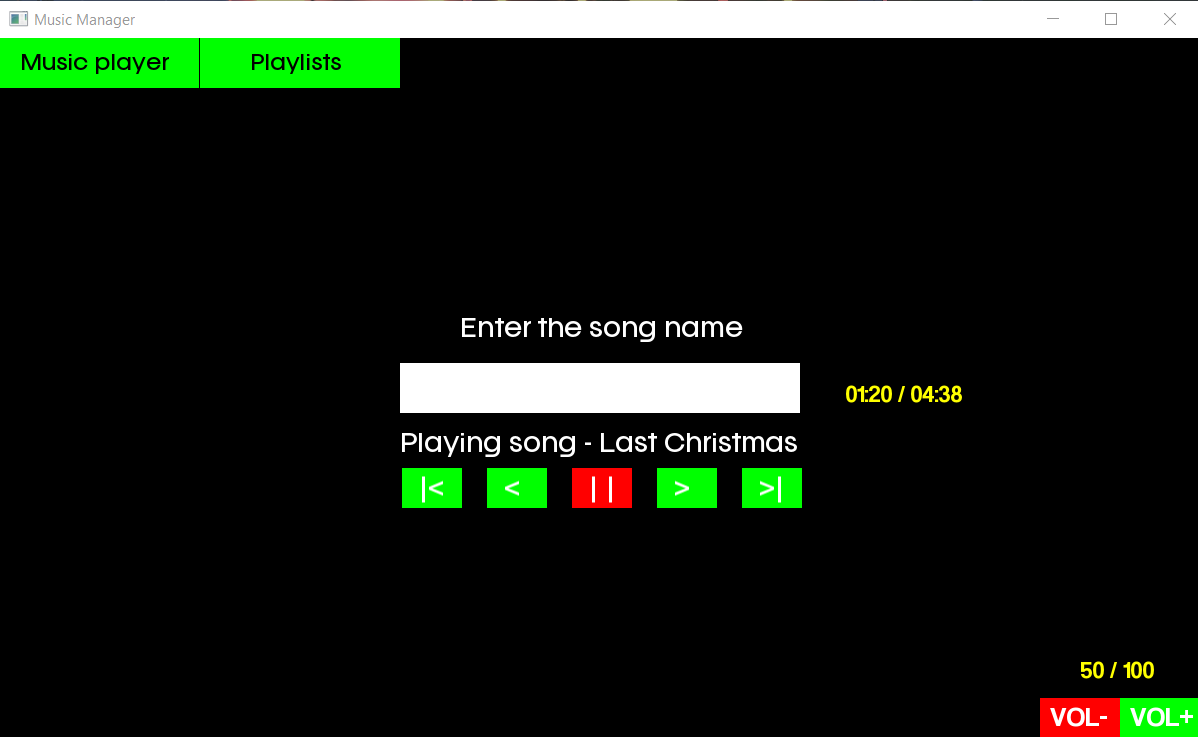 Music Manager
Music player Playlists
Enter the song name
01:20 / 04:38
Playing song - Last Christmas
|< < | | > >|
50 / 100
VOL- VOL+